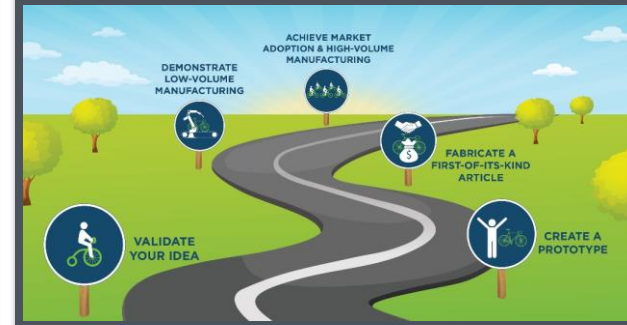 ACHIEVE MARKET
ADOPTION & HIGH-VOLUME
MANUFACTURING
DEMONSTRATE
LOW-VOLUME
MANUFACTURING
$
FABRICATE A
FIRST-OF-ITS-KIND
ARTICLE
VALIDATE
YOUR IDEA
CREATE A
PROTOTYPE